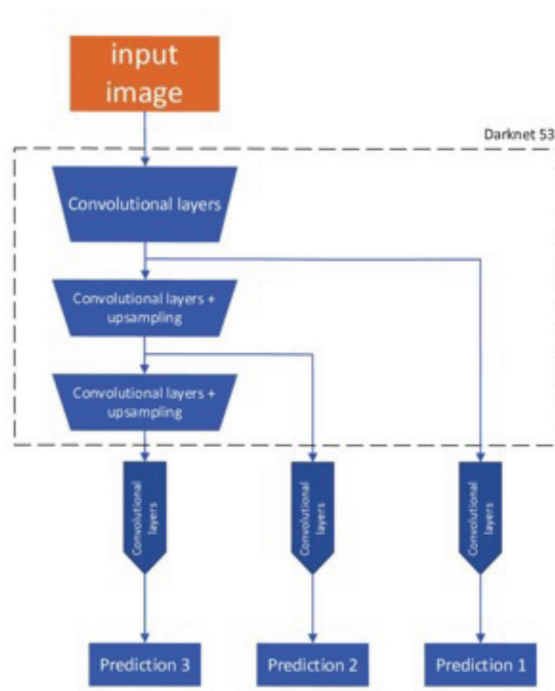 input
image
Darknet 53
Convolutional layers
Convolutional layers +
upsampling
Convolutional layers +
upsampling
Convolutional
layers
Convolutional
layers
Convolutional
layers
Prediction 3
Prediction 2
Prediction 1